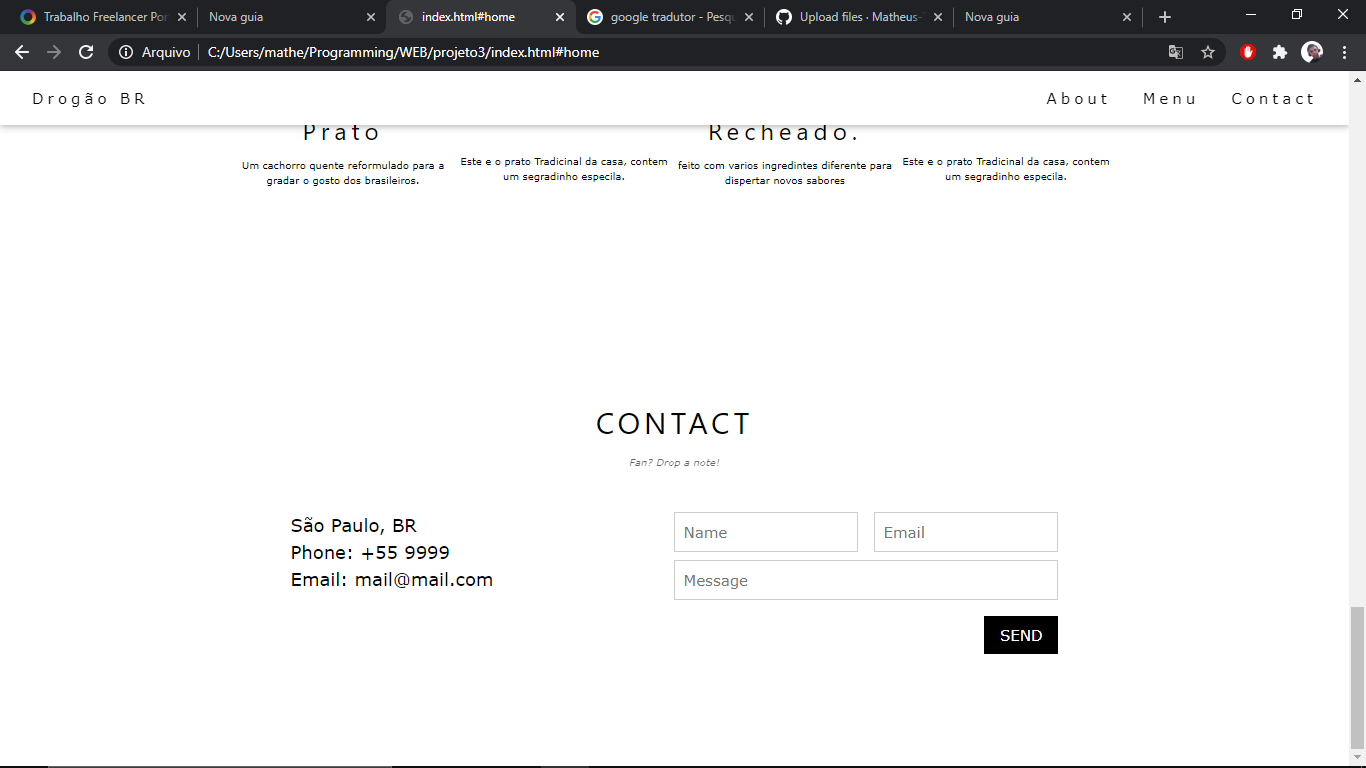 Trabalho Freelancer Por
Nova guia
index.html#home
google tradutor - Pesqu
Upload files · Matheus-
Nova guia
Arquivo
C:/Users/mathe/Programming/WEB/projeto3/index.html#home
Drogão BR
About
Menu
Contact
Prato
Recheado.
Um cachorro quente reformulado para a
gradar o gosto dos brasileiros.
Este e o prato Tradicinal da casa, contem
um segradinho especila.
feito com varios ingredintes diferente para
dispertar novos sabores
Este e o prato Tradicinal da casa, contem
um segradinho especila.
CONTACT
Fan? Drop a note!
São Paulo, BR
Phone: +55 9999
Email: mail@mail.com
Name
Email
Message
SEND